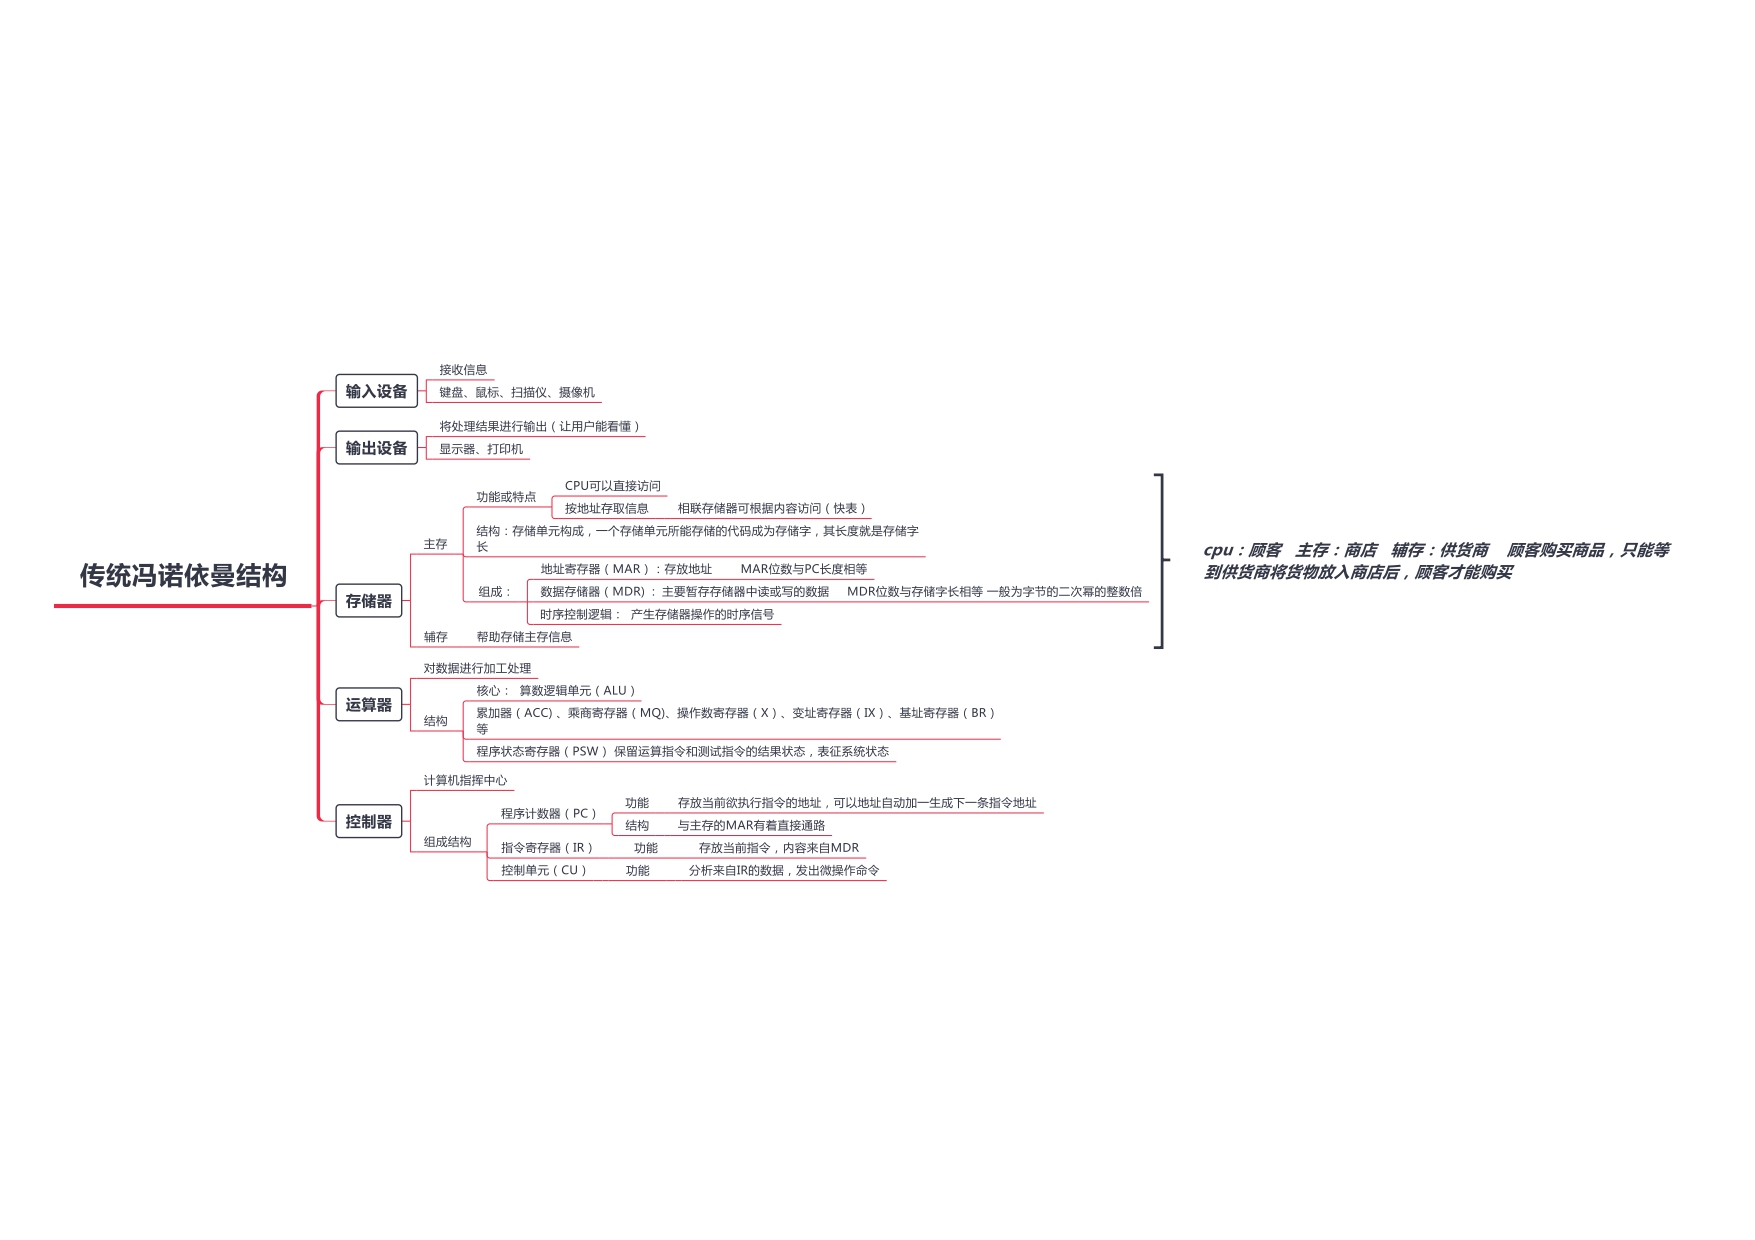 传统冯诺依曼结构
输入设备
接收信息
键盘、鼠标、扫描仪、摄像机
输出设备
将处理结果进行输出（让用户能看懂）
显示器、打印机
存储器
主存
功能或特点
CPU可以直接访问
按地址存取信息 相联存储器可根据内容访问（快表）
结构：存储单元构成，一个存储单元所能存储的代码成为存储字，其长度就是存储字
长
组成：
地址寄存器（MAR）：存放地址 MAR位数与PC长度相等
数据存储器（MDR）： 主要暂存存储器中读或写的数据 MDR位数与存储字长相等 一般为字节的二次幂的整数倍
时序控制逻辑： 产生存储器操作的时序信号
辅存 帮助存储主存信息
cpu：顾客 主存：商店 辅存：供货商 顾客购买商品，只能等
到供货商将货物放入商店后，顾客才能购买
运算器
对数据进行加工处理
结构
核心： 算数逻辑单元（ALU）
累加器（ACC）、乘商寄存器（MQ)、操作数寄存器（X）、变址寄存器（IX）、基址寄存器（BR）
等
程序状态寄存器（PSW） 保留运算指令和测试指令的结果状态，表征系统状态
控制器
计算机指挥中心
组成结构
程序计数器（PC）
功能 存放当前欲执行指令的地址，可以地址自动加一生成下一条指令地址
结构 与主存的MAR有着直接通路
指令寄存器（IR） 功能 存放当前指令，内容来自MDR
控制单元（CU） 功能 分析来自IR的数据，发出微操作命令